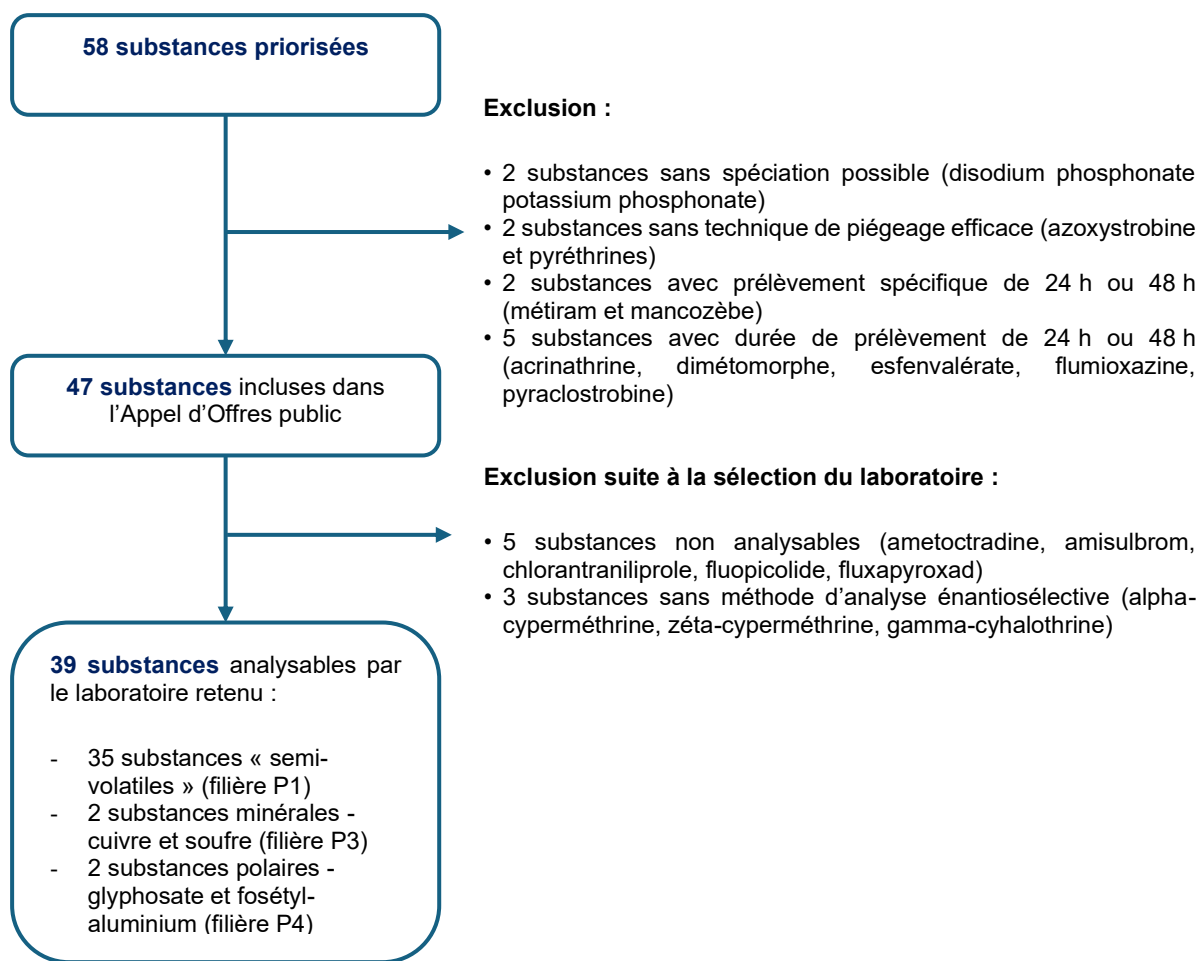 58 substances priorisées
Exclusion :
• 2 substances sans spéciation possible (disodium phosphonate
potassium phosphonate)
• 2 substances sans technique de piégeage efficace (azoxystrobine
et pyréthrines)
• 2 substances avec prélèvement spécifique de 24 h ou 48 h
(métiram et mancozèbe)
• 5 substances avec durée de prélèvement de 24 h ou 48 h
(acrinathrine, dimétomorphe, esfenvalérate, flumioxazine,
pyraclostrobine)
47 substances incluses dans
l'Appel d'Offres public
Exclusion suite à la sélection du laboratoire :
• 5 substances non analysables (ametoctradine, amisulbrom,
chlorantraniliprole, fluopicolide, fluxapyroxad)
• 3 substances sans méthode d'analyse énantiosélective (alpha-
cyperméthrine, zéta-cyperméthrine, gamma-cyhalothrine)
39 substances analysables par
le laboratoire retenu :
- 35 substances « semi-
volatiles » (filière P1)
- 2 substances minérales -
cuivre et soufre (filière P3)
- 2 substances polaires -
glyphosate et fosétyl-
aluminium (filière P4)